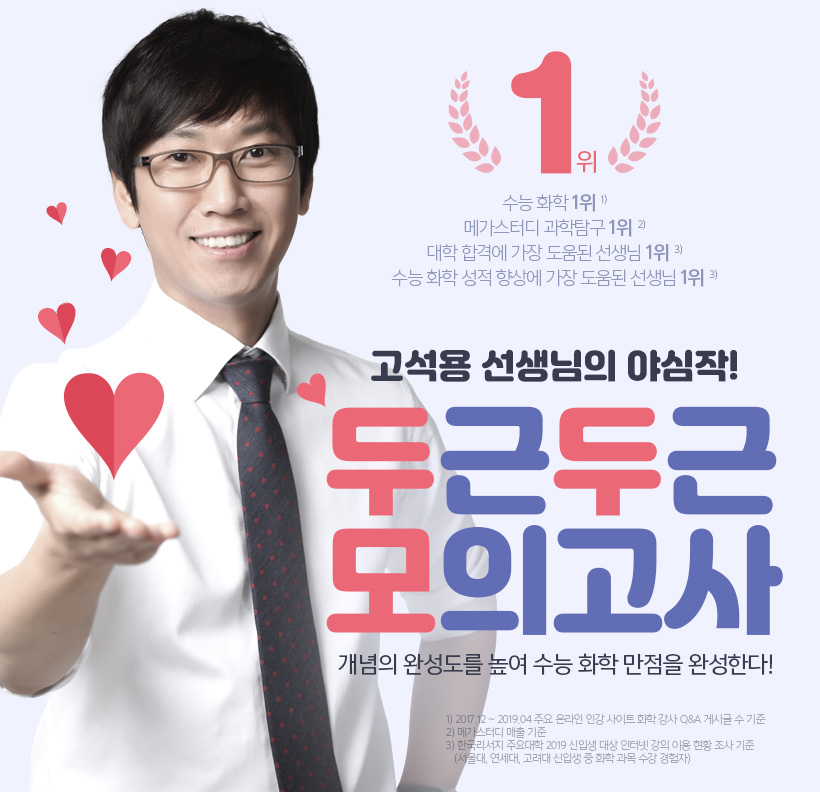 1위
수능 화학 1위 1)
메가스터디 과학탐구 1위 2)
대학 합격에 가장 도움된 선생님 1위 3)
수능 화학 성적 향상에 가장 도움된 선생님 1위 3)
고석용 선생님의 야심작!
두근두근
모의고사
개념의 완성도를 높여 수능 화학 만점을 완성한다!
1) 2017.12 ~ 2019.04 주요 온라인 인강 사이트 화학 강사 Q&A 게시글 수 기준
2) 메가스터디 매출 기준
3) 한국리서치 주요대학 2019 신입생 대상 인터넷 강의 이용 현황 조사 기준
(서울대, 연세대, 고려대 신입생 중 화학 과목 수강 경험자)